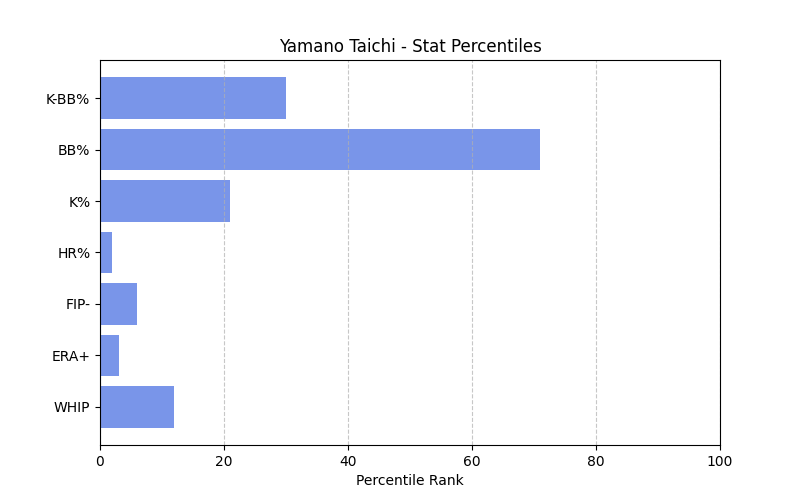 Yamano Taichi - Stat Percentiles
K-BB%
BB%
K%
HR%
FIP-
ERA+
WHIP
0 20 40 60 80 100
Percentile Rank